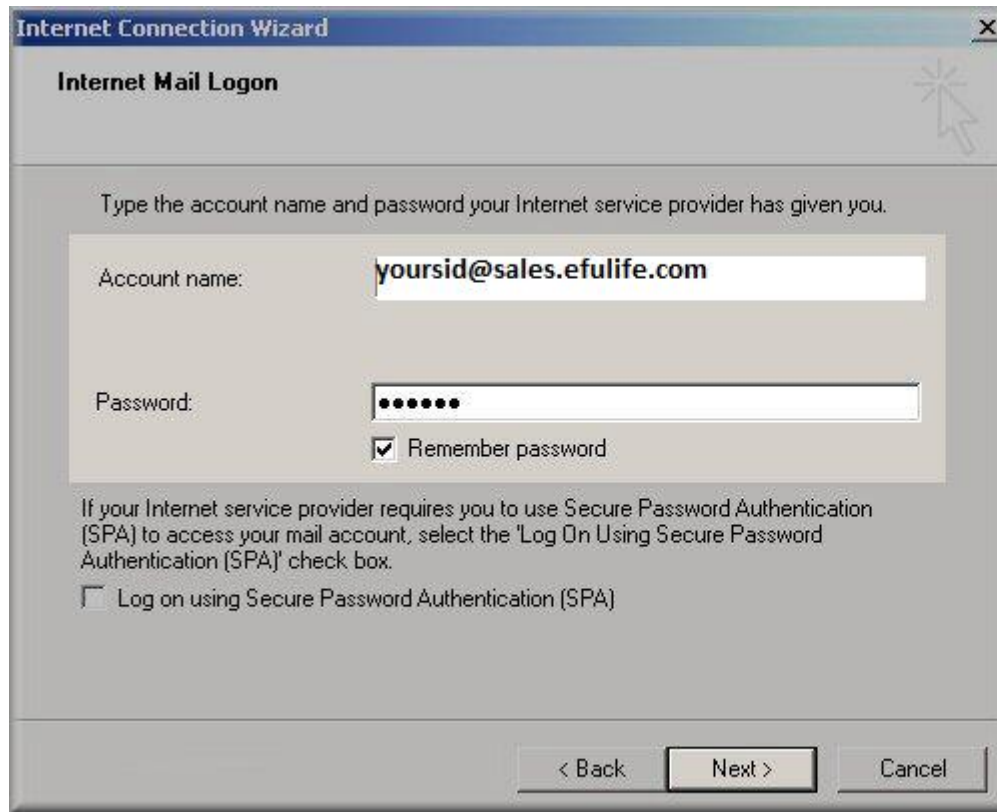 Internet Connection Wizard
Internet Mail Logon
Type the account name and password your Internet service provider has given you.
Account name:
yoursid@sales.efulife.com
Password:
••••••
Remember password
If your Internet service provider requires you to use Secure Password Authentication
(SPA) to access your mail account, select the 'Log On Using Secure Password
Authentication (SPA)' check box.
Log on using Secure Password Authentication (SPA)
< Back
Next >
Cancel